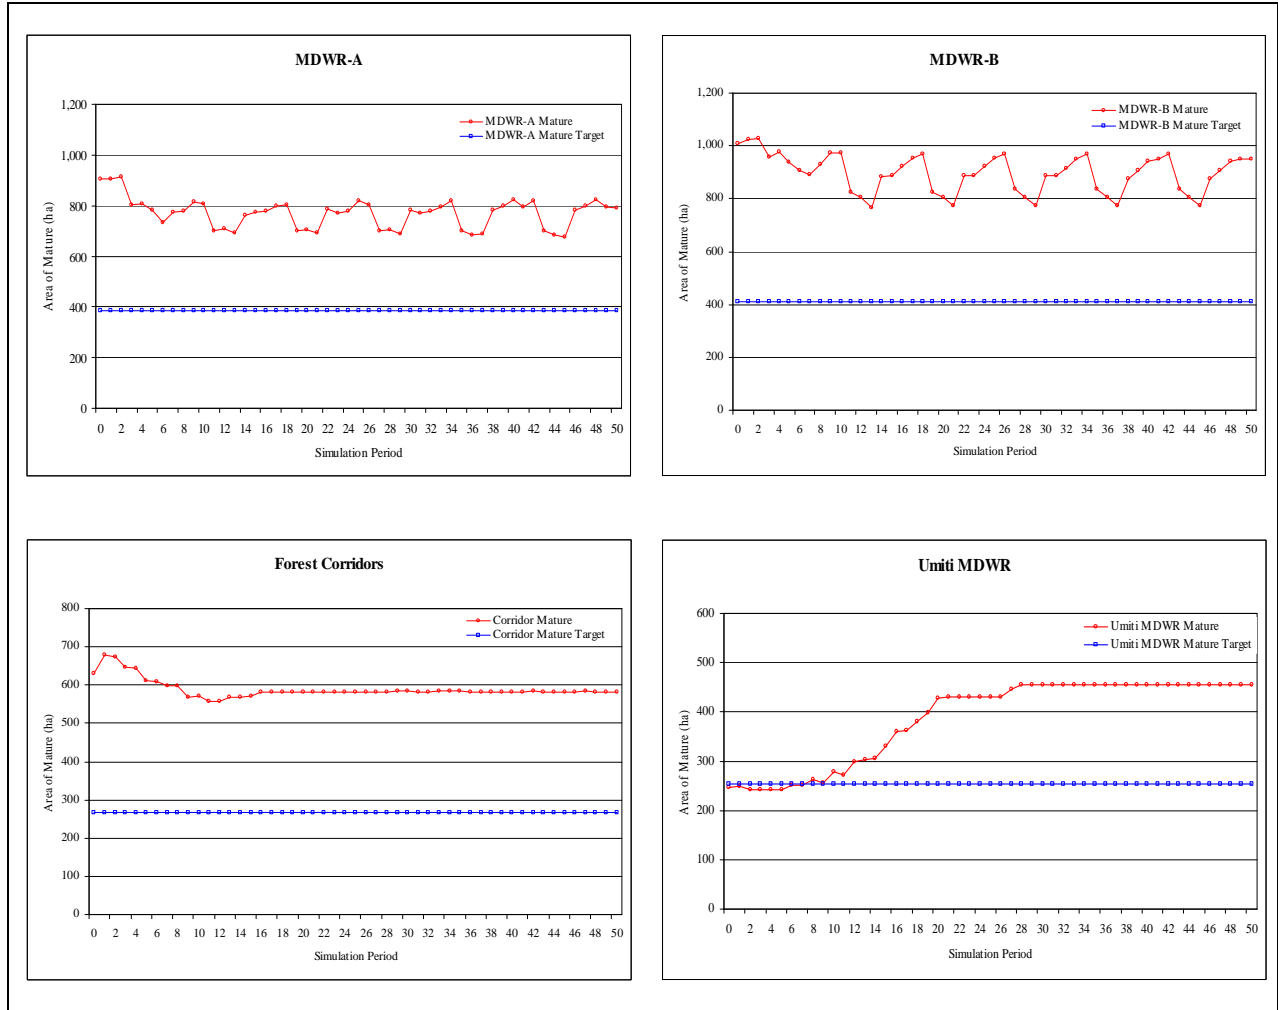 MDWR-A
1,200
1,000
800
600
400
200
0
Area of Mature (ha)
MDWR-A Mature
MDWR-A Mature Target
0 2 4 6 8 10 12 14 16 18 20 22 24 26 28 30 32 34 36 38 40 42 44 46 48 50
Simulation Period
MDWR-B
1,200
1,000
800
600
400
200
0
Area of Mature (ha)
MDWR-B Mature
MDWR-B Mature Target
0 2 4 6 8 10 12 14 16 18 20 22 24 26 28 30 32 34 36 38 40 42 44 46 48 50
Simulation Period
Forest Corridors
800
700
600
500
400
300
200
100
0
Area of Mature (ha)
Corridor Mature
Corridor Mature Target
0 2 4 6 8 10 12 14 16 18 20 22 24 26 28 30 32 34 36 38 40 42 44 46 48 50
Simulation Period
Umiti MDWR
600
500
400
300
200
100
0
Area of Mature (ha)
Umiti MDWR Mature
Umiti MDWR Mature Target
0 2 4 6 8 10 12 14 16 18 20 22 24 26 28 30 32 34 36 38 40 42 44 46 48 50
Simulation Period